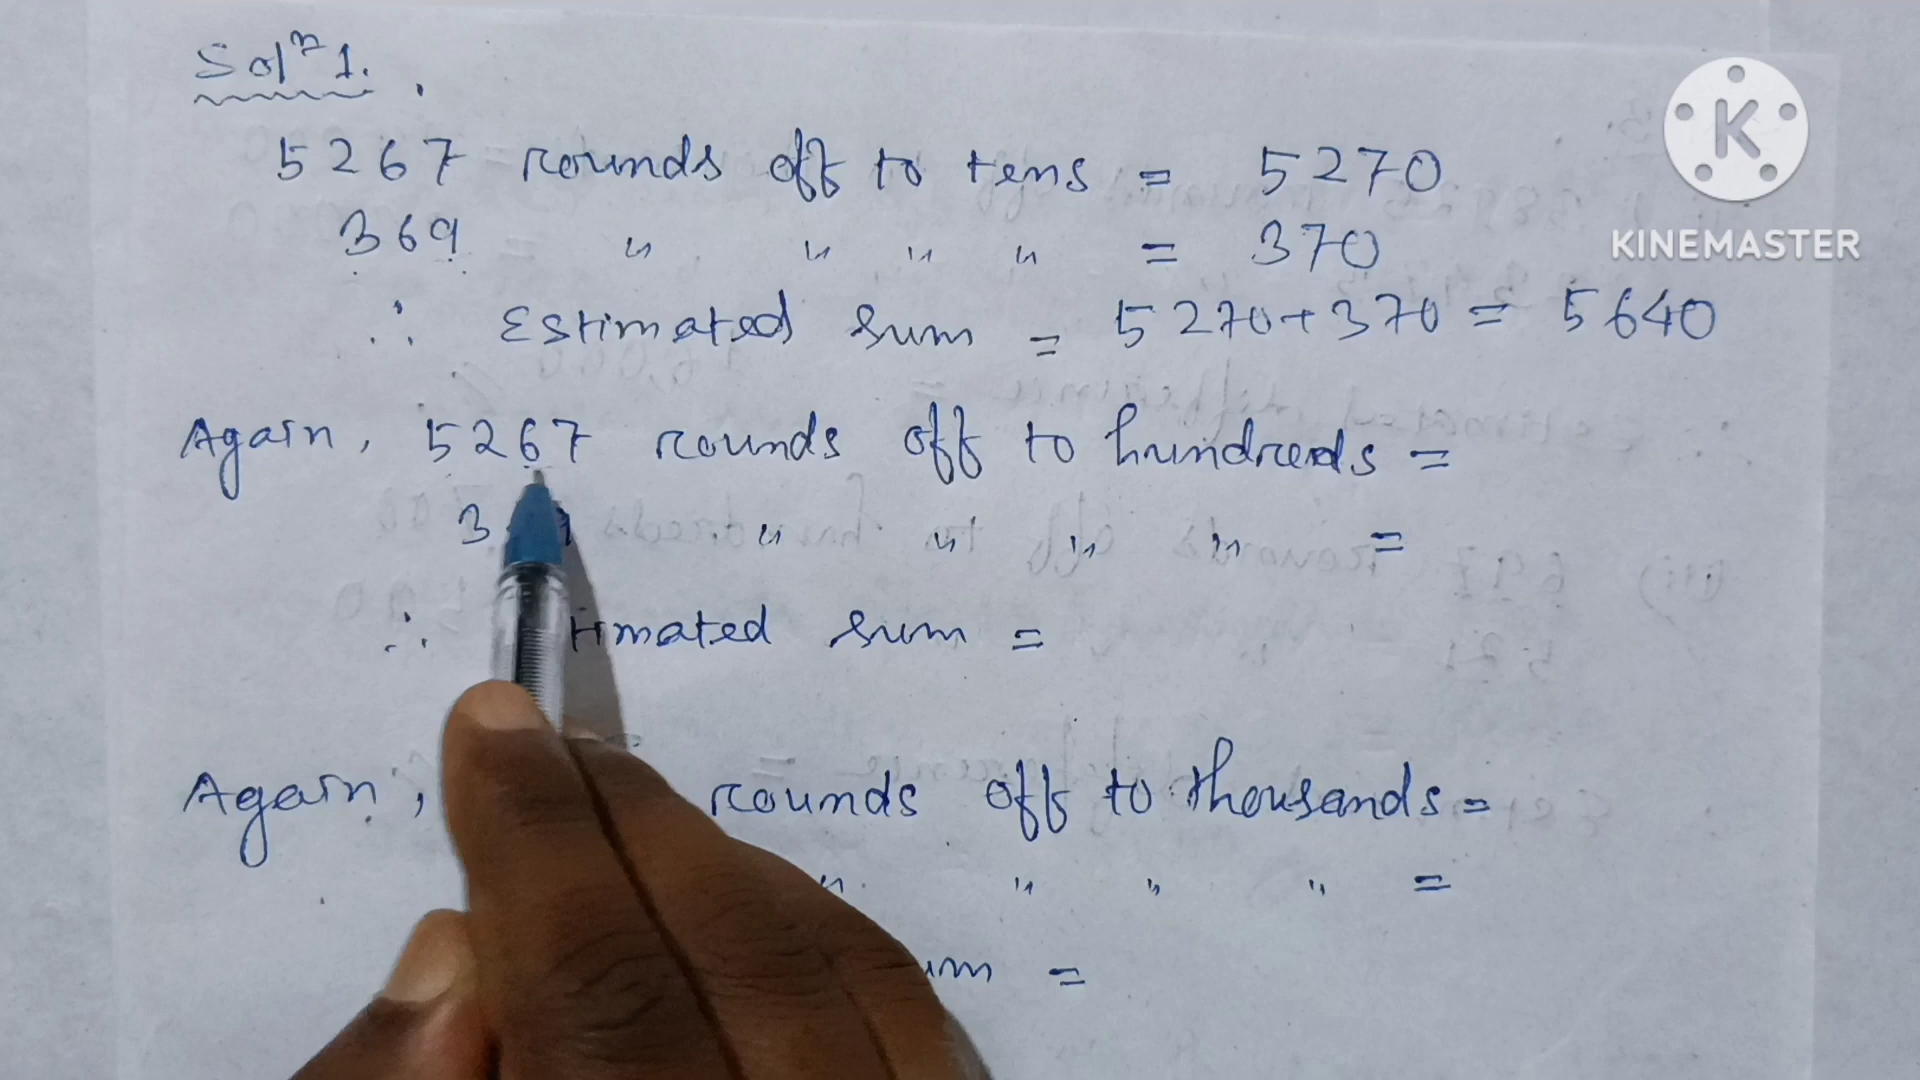 Solⁿ 1.
5267 rounds off to tens = 5270
369 " " " " = 370
∴ Estimated sum = 5270+370 = 5640
Again, 5267 rounds off to hundreds =
3 " " " " =
∴ timated sum =
Again, rounds off to thousands =
" " " " =
um =
K
KINEMASTER